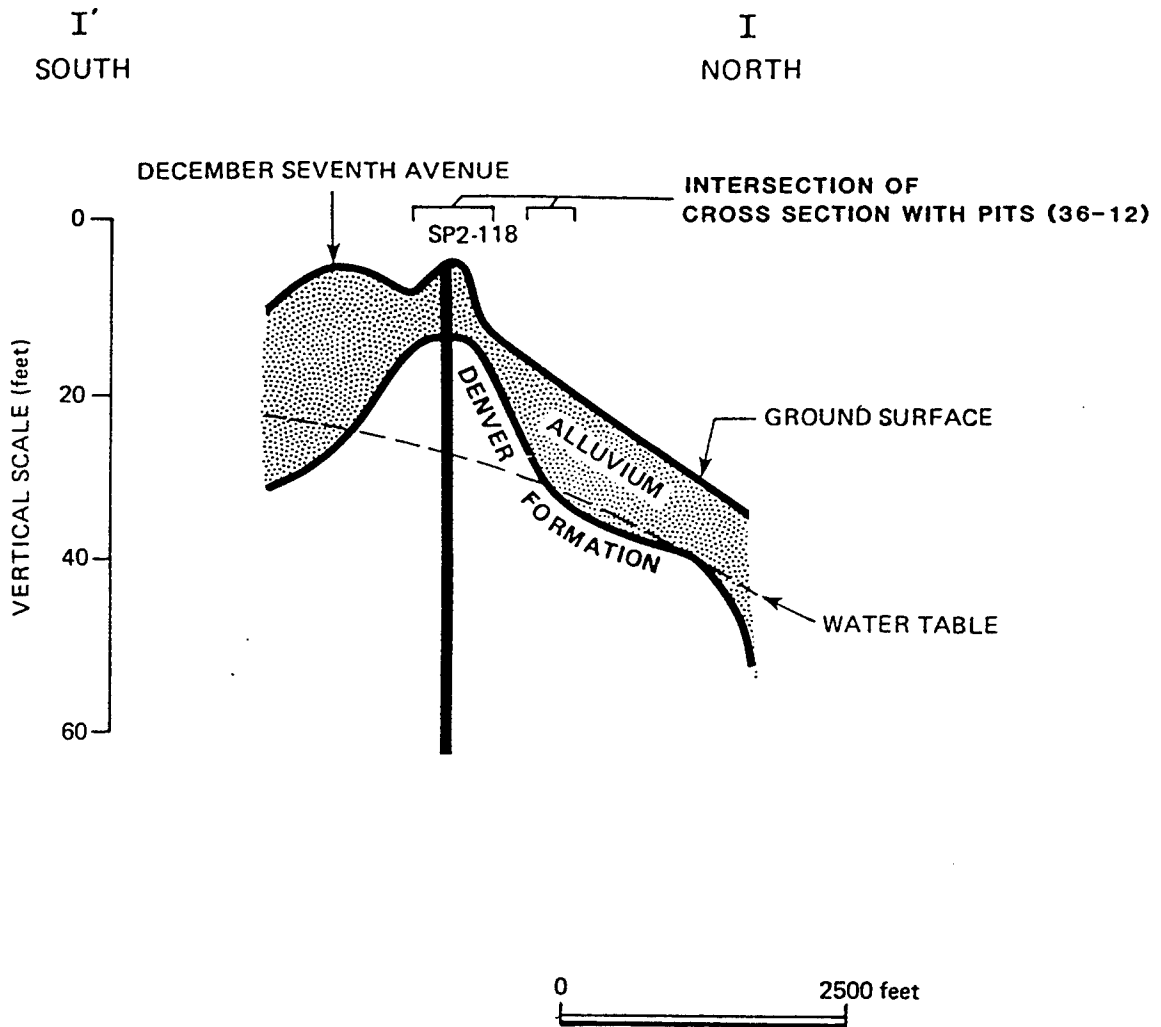 I′
I
SOUTH
NORTH
DECEMBER SEVENTH AVENUE
INTERSECTION OF
CROSS SECTION WITH PITS (36-12)
SP2-118
0
20
40
60
VERTICAL SCALE (feet)
DENVER
FORMATION
ALLUVIUM
GROUND SURFACE
WATER TABLE
0
2500 feet